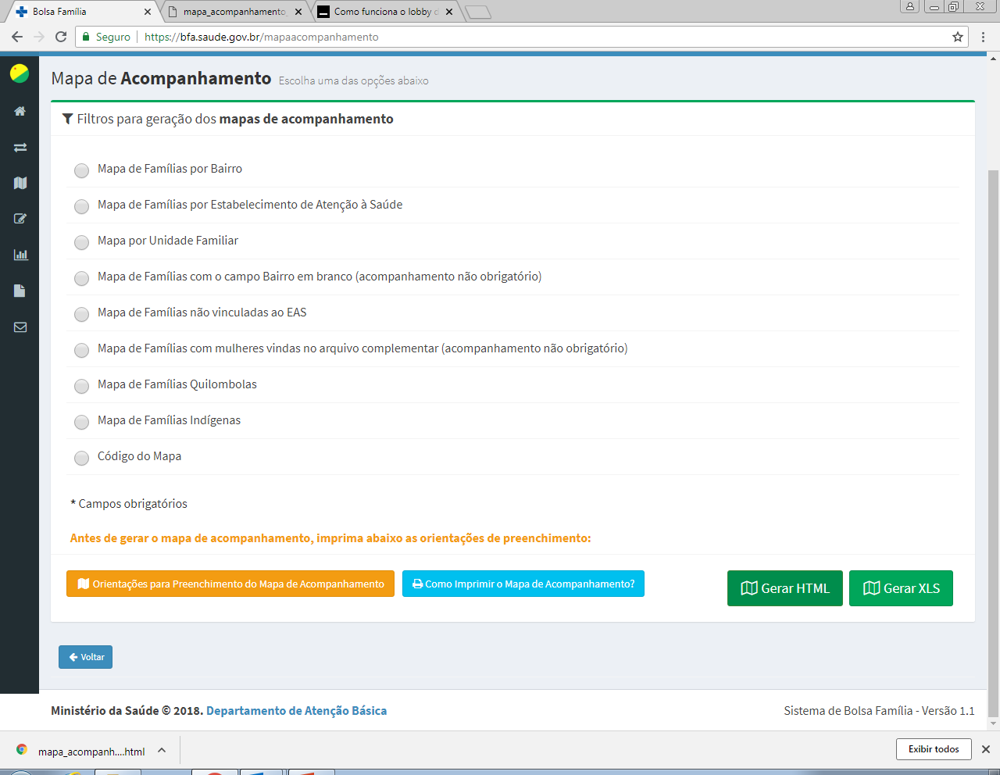 Bolsa Família
mapa_acompanhamento_
Como funciona o lobby d
Seguro
https://bfa.saude.gov.br/mapaacompanhamento
Mapa de Acompanhamento Escolha uma das opções abaixo
Filtros para geração dos mapas de acompanhamento
Mapa de Famílias por Bairro
Mapa de Famílias por Estabelecimento de Atenção à Saúde
Mapa por Unidade Familiar
Mapa de Famílias com o campo Bairro em branco (acompanhamento não obrigatório)
Mapa de Famílias não vinculadas ao EAS
Mapa de Famílias com mulheres vindas no arquivo complementar (acompanhamento não obrigatório)
Mapa de Famílias Quilombolas
Mapa de Famílias Indígenas
Código do Mapa
* Campos obrigatórios
Antes de gerar o mapa de acompanhamento, imprima abaixo as orientações de preenchimento:
Orientações para Preenchimento do Mapa de Acompanhamento
Como Imprimir o Mapa de Acompanhamento?
Gerar HTML
Gerar XLS
Voltar
Ministério da Saúde © 2018. Departamento de Atenção Básica
Sistema de Bolsa Família - Versão 1.1
mapa_acompanh....html
Exibir todos